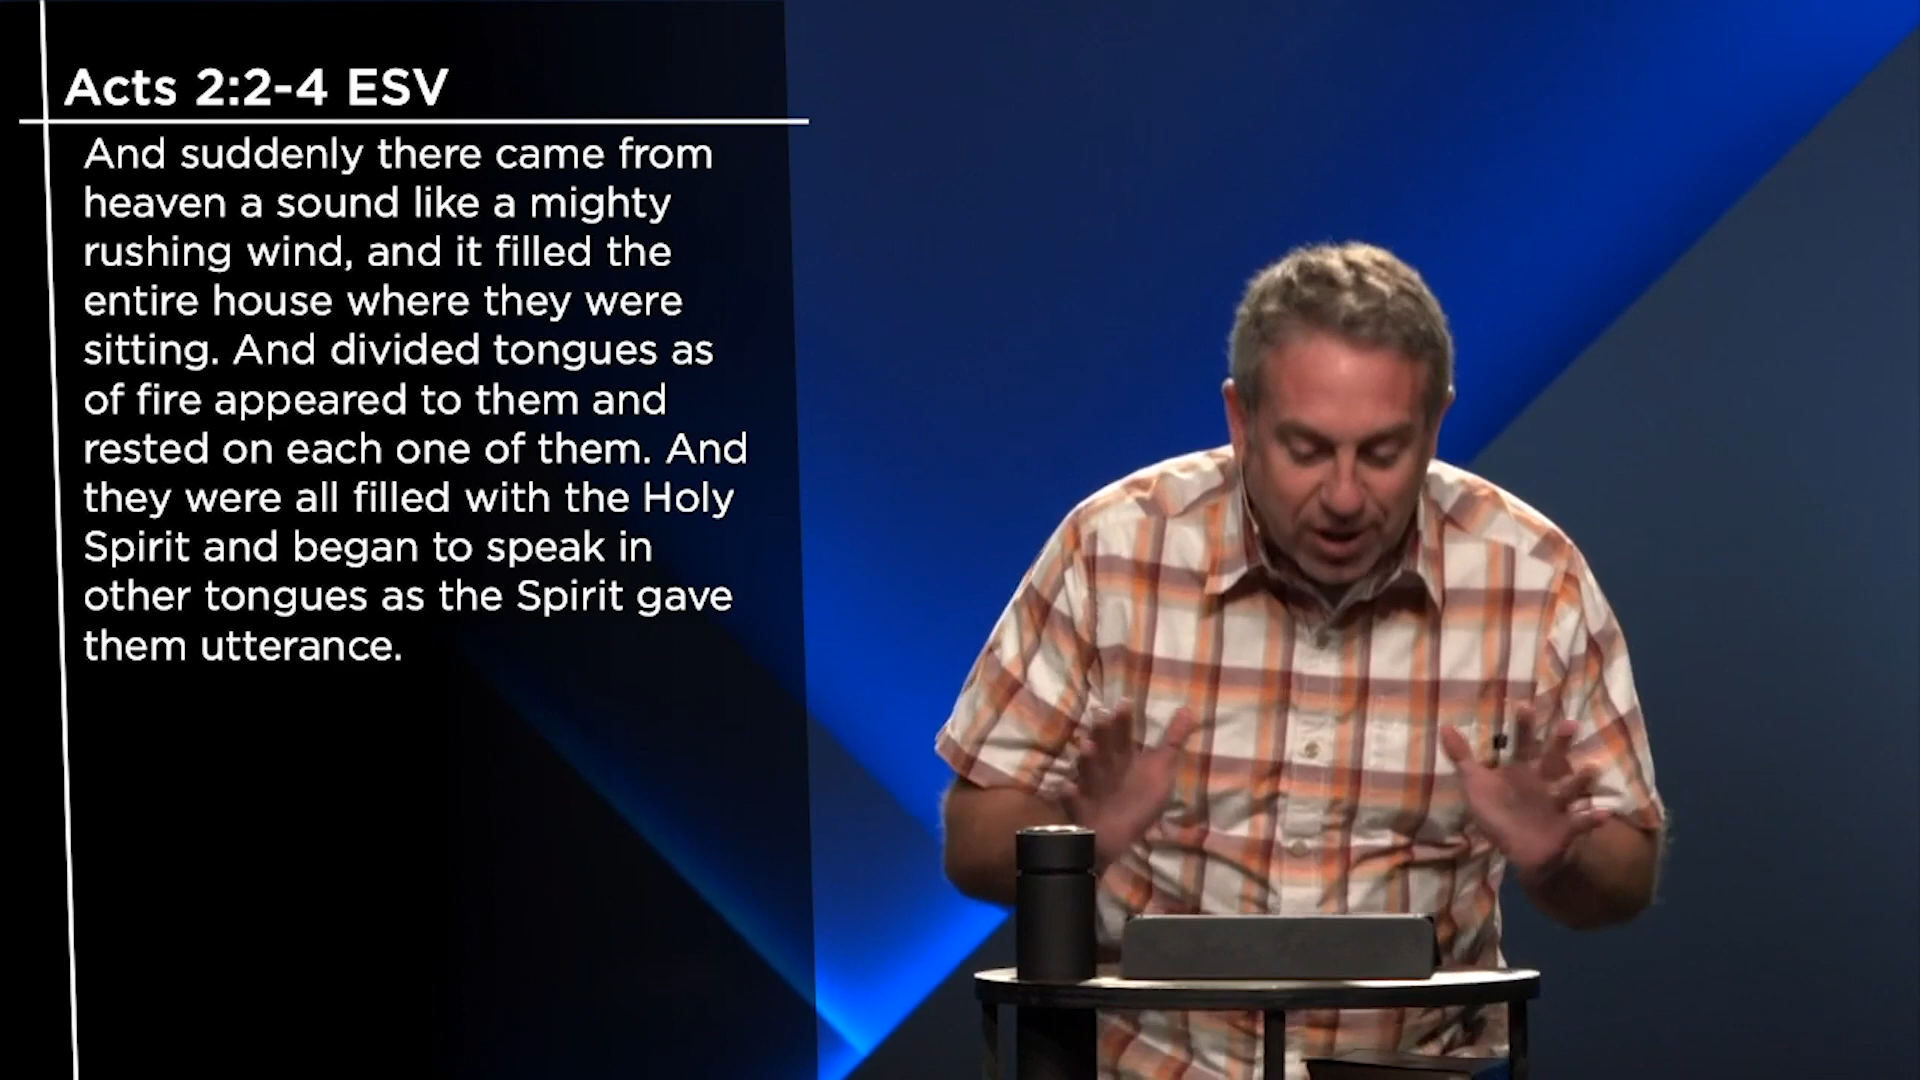 Acts 2:2-4 ESV
And suddenly there came from
heaven a sound like a mighty
rushing wind, and it filled the
entire house where they were
sitting. And divided tongues as
of fire appeared to them and
rested on each one of them. And
they were all filled with the Holy
Spirit and began to speak in
other tongues as the Spirit gave
them utterance.